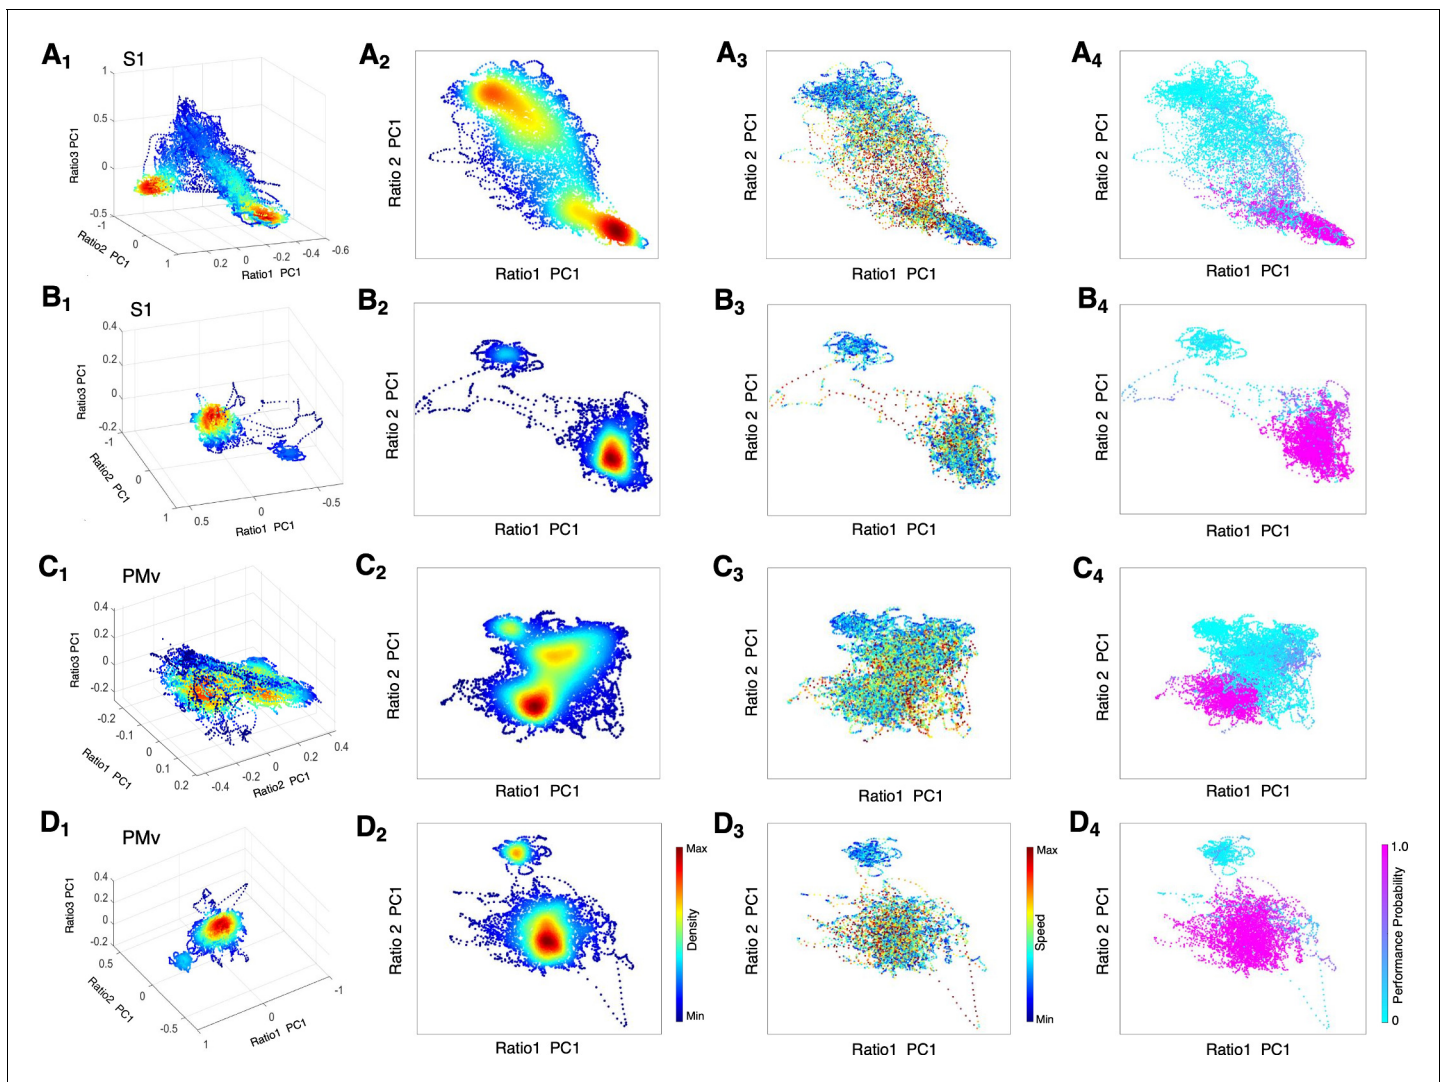 A1 S1
1
0.5
0
-0.5
Ratio3 PC1
-1
0
1
Ratio2 PC1
0.2 0 -0.2 -0.4 -0.6
Ratio1 PC1
A2
Ratio 2 PC1
Ratio1 PC1
A3
Ratio 2 PC1
Ratio1 PC1
A4
Ratio 2 PC1
Ratio1 PC1
B1 S1
0.4
0.2
0
-0.2
Ratio3 PC1
-1
0
1
Ratio2 PC1
0.5 0 -0.5
Ratio1 PC1
B2
Ratio 2 PC1
Ratio1 PC1
B3
Ratio 2 PC1
Ratio1 PC1
B4
Ratio 2 PC1
Ratio1 PC1
C1 PMv
0.4
0.2
0
-0.2
Ratio3 PC1
-0.2
-0.1
0
0.1
0.2
Ratio1 PC1
-0.4 -0.2 0 0.2 0.4
Ratio2 PC1
C2
Ratio 2 PC1
Ratio1 PC1
C3
Ratio 2 PC1
Ratio1 PC1
C4
Ratio 2 PC1
Ratio1 PC1
D1 PMv
0.4
0.2
0
-0.2
Ratio3 PC1
0.5
0
-0.5
Ratio2 PC1
1 0 -1
Ratio1 PC1
D2
Ratio 2 PC1
Ratio1 PC1
Max
Density
Min
D3
Ratio 2 PC1
Ratio1 PC1
Max
Speed
Min
D4
Ratio 2 PC1
Ratio1 PC1
1.0
Performance Probability
0